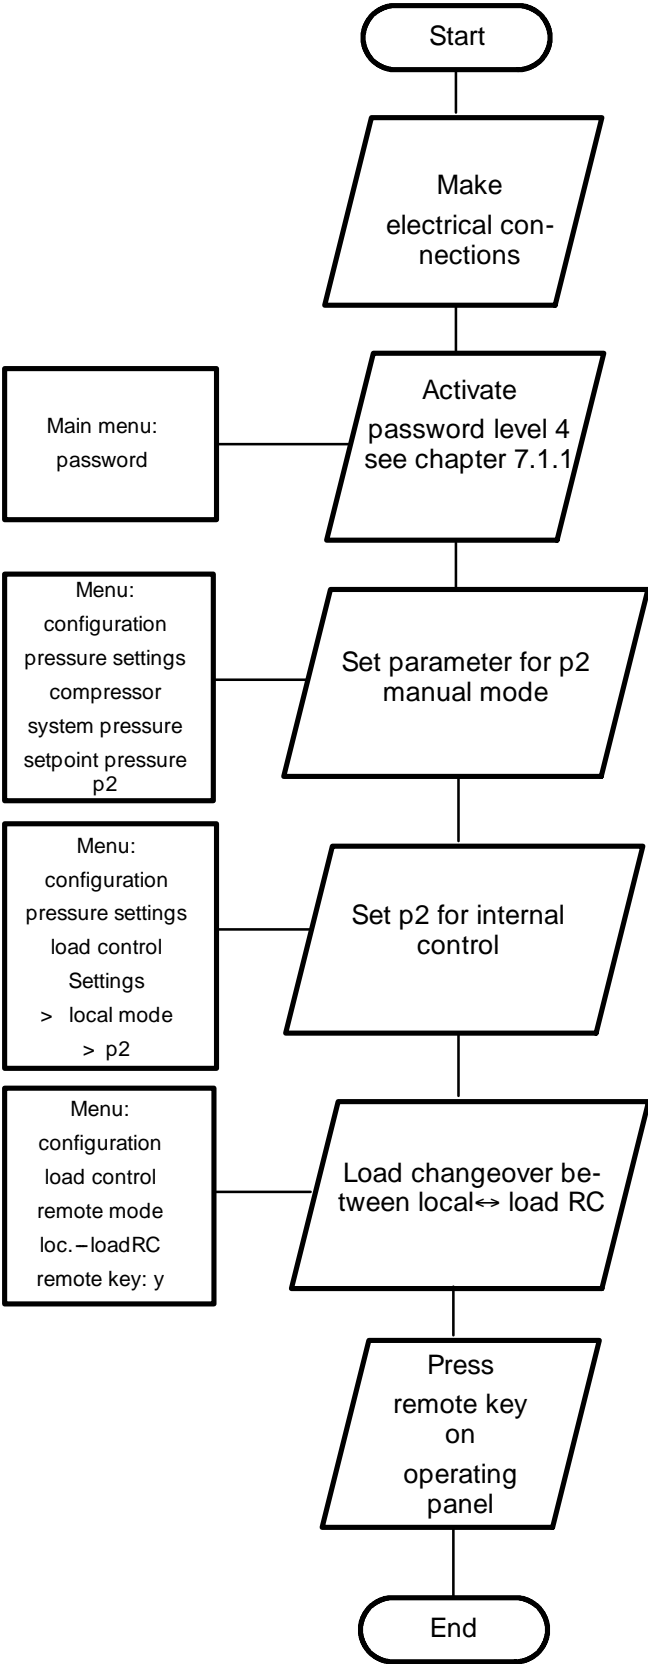 Start
Make
electrical con-
nections
Main menu:
password
Activate
password level 4
see chapter 7.1.1
Menu:
configuration
pressure settings
compressor
system pressure
setpoint pressure
p2
Set parameter for p2
manual mode
Menu:
configuration
pressure settings
load control
Settings
> local mode
> p2
Set p2 for internal
control
Menu:
configuration
load control
remote mode
loc.–loadRC
remote key: y
Load changeover be-
tween local↔ load RC
Press
remote key
on
operating
panel
End